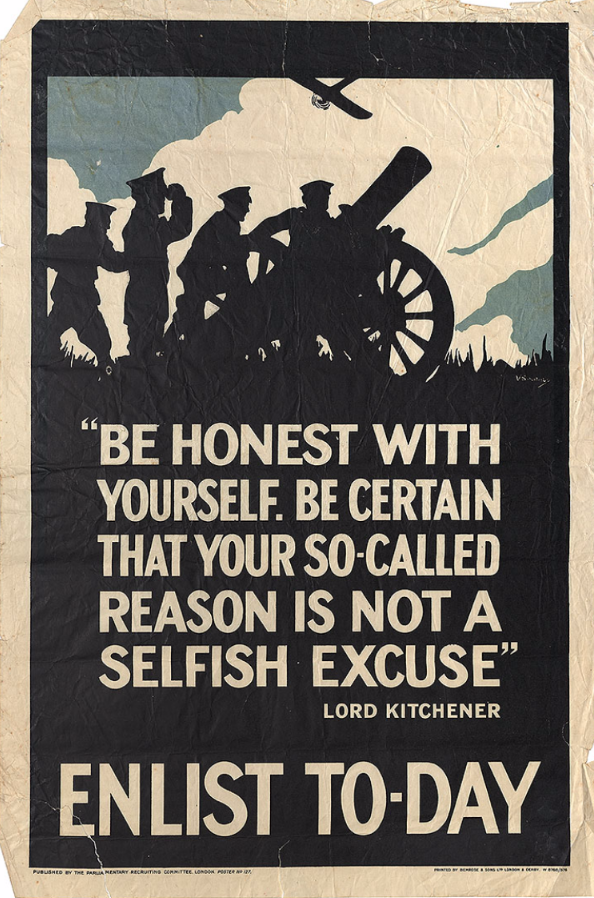 “BE HONEST WITH
YOURSELF. BE CERTAIN
THAT YOUR SO-CALLED
REASON IS NOT A
SELFISH EXCUSE”
LORD KITCHENER
ENLIST TO-DAY
PUBLISHED BY THE PARLIAMENTARY RECRUITING COMMITTEE, LONDON. POSTER Nº 127.
PRINTED BY BEMROSE & SONS LTD LONDON & DERBY.